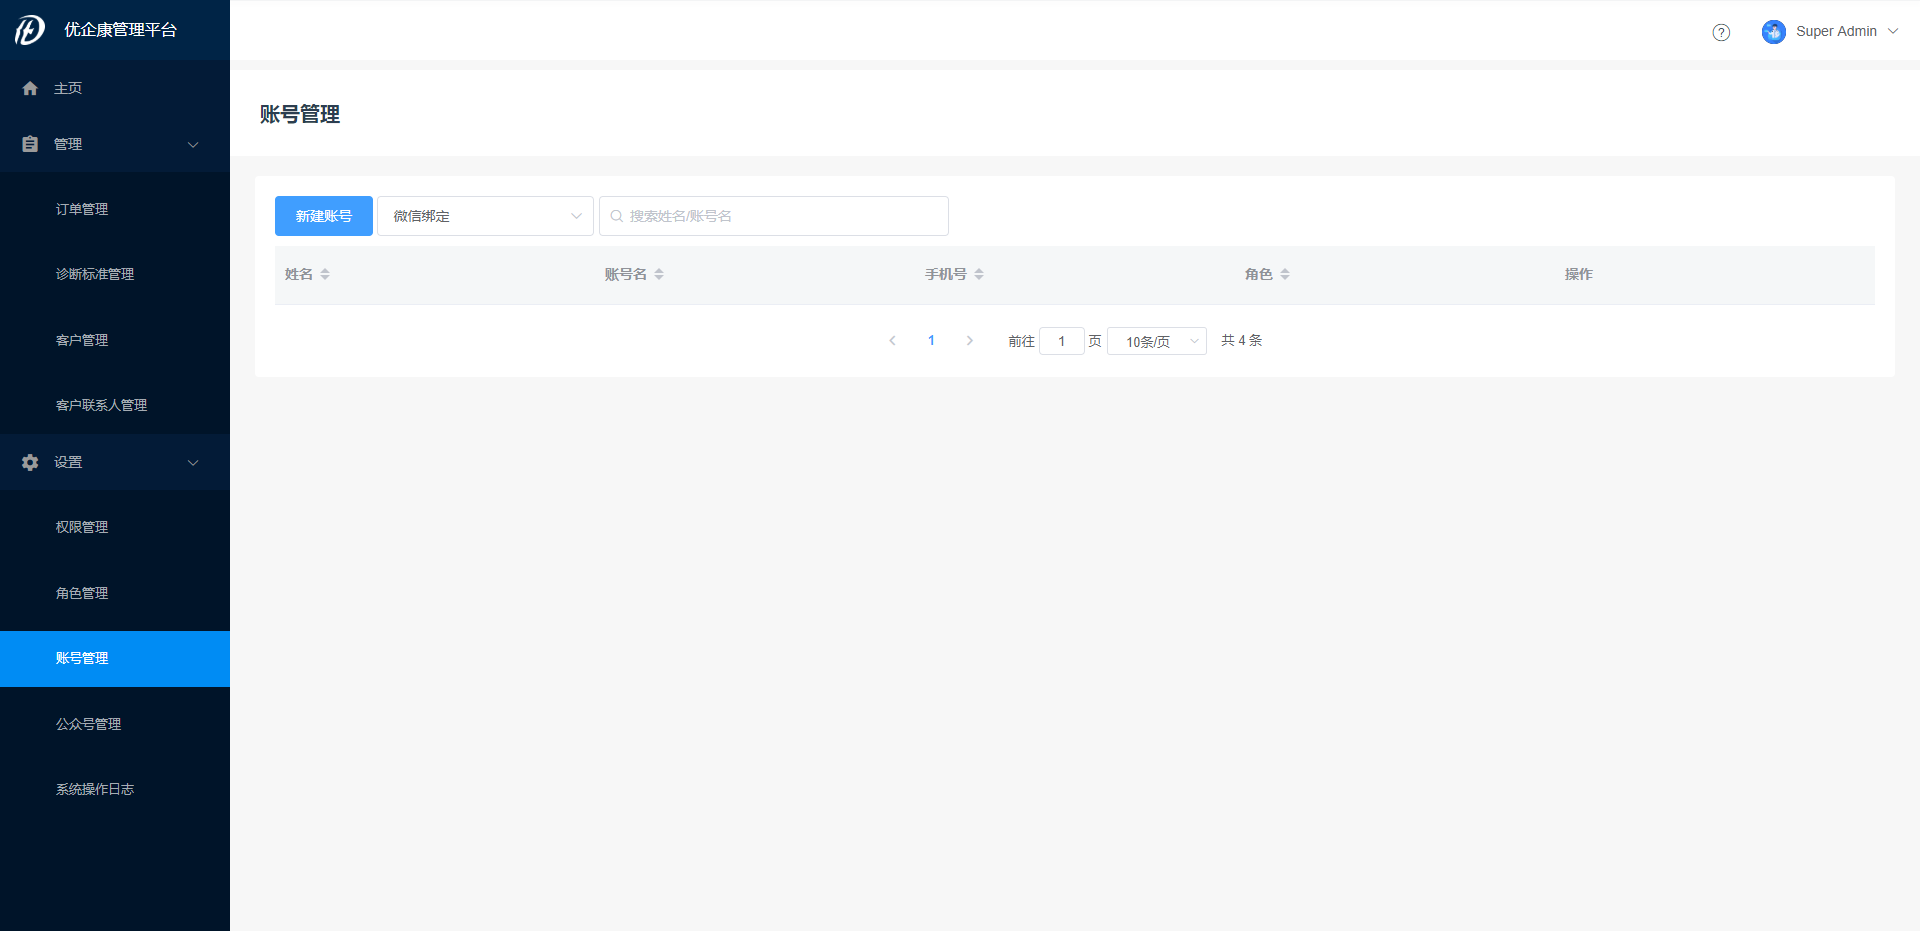 优企康管理平台
Super Admin
主页
管理
订单管理
诊断标准管理
客户管理
客户联系人管理
设置
权限管理
角色管理
账号管理
公众号管理
系统操作日志
账号管理
新建账号 微信绑定 搜索姓名/账号名
姓名 账号名 手机号 角色 操作
1 前往 1 页 10条/页 共 4 条